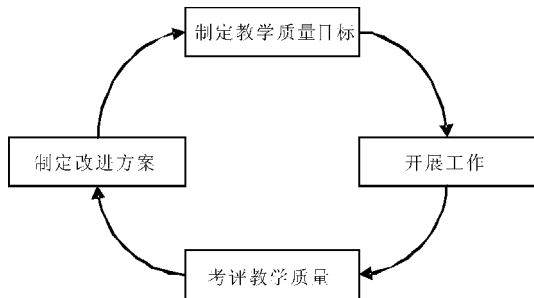 制定教学质量目标
制定改进方案
开展工作
考评教学质量